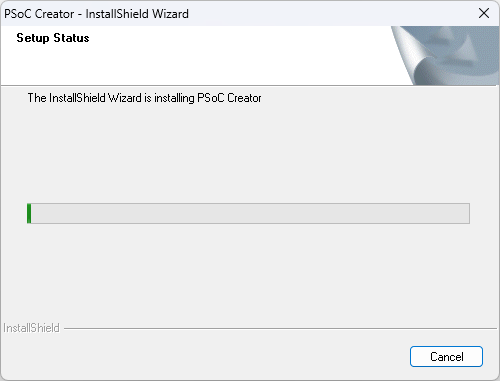 PSoC Creator - InstallShield Wizard
Setup Status
The InstallShield Wizard is installing PSoC Creator
InstallShield
Cancel